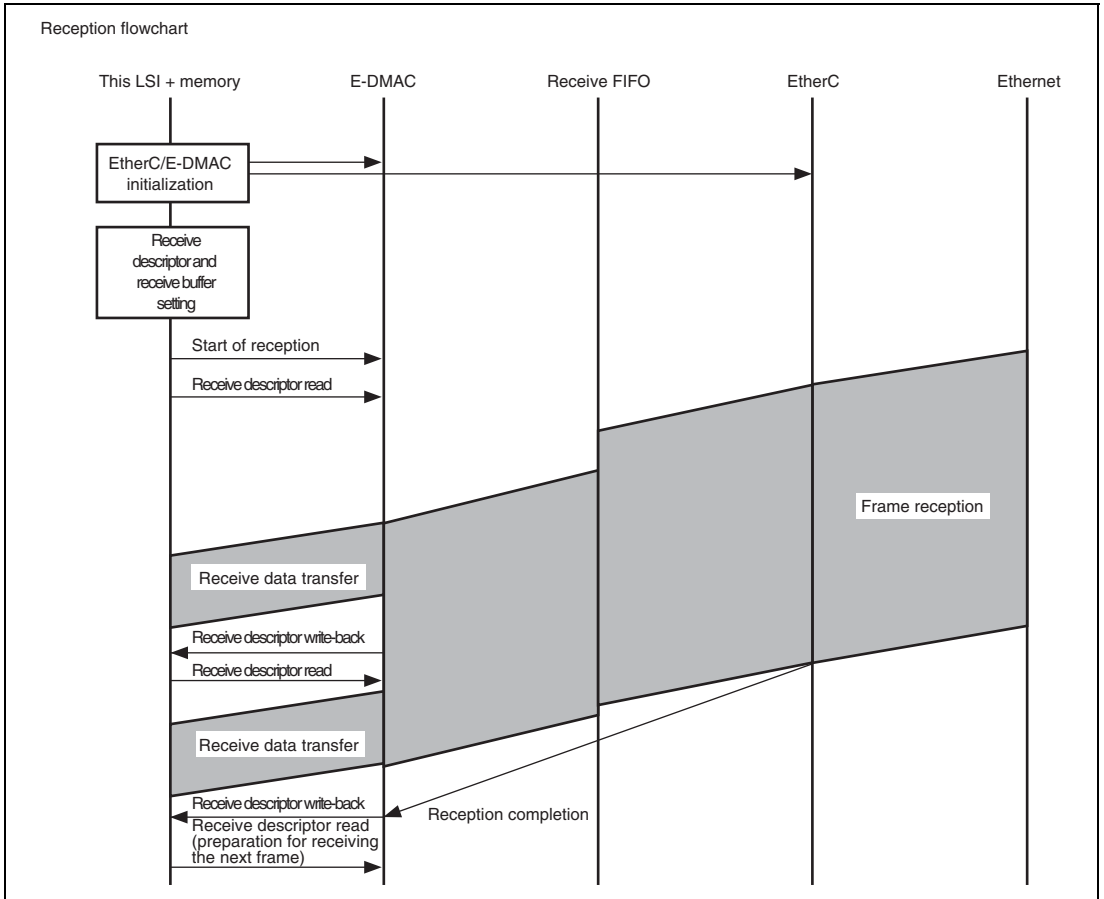 Reception flowchart
This LSI + memory
E-DMAC
Receive FIFO
EtherC
Ethernet
EtherC/E-DMAC
initialization
Receive
descriptor and
receive buffer
setting
Start of reception
Receive descriptor read
Frame reception
Receive data transfer
Receive descriptor write-back
Receive descriptor read
Receive data transfer
Receive descriptor write-back
Reception completion
Receive descriptor read
(preparation for receiving
the next frame)